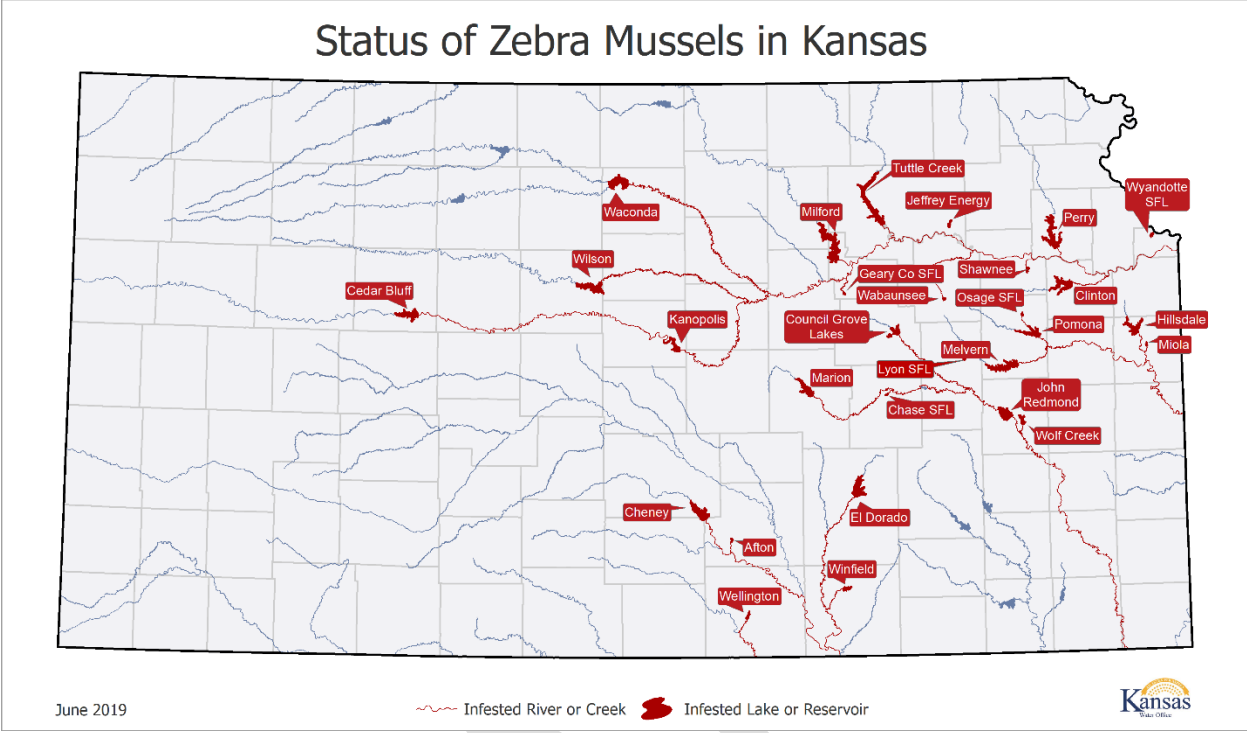 Status of Zebra Mussels in Kansas
Tuttle Creek
Wyandotte
SFL
Jeffrey Energy
Waconda
Milford
Perry
Wilson
Geary Co SFL
Shawnee
Cedar Bluff
Wabaunsee
Osage SFL
Clinton
Kanopolis
Council Grove
Lakes
Pomona
Hillsdale
Miola
Melvern
Lyon SFL
Marion
John
Redmond
Chase SFL
Wolf Creek
Cheney
El Dorado
Afton
Winfield
Wellington
June 2019
Infested River or Creek
Infested Lake or Reservoir
Kansas
Water Office